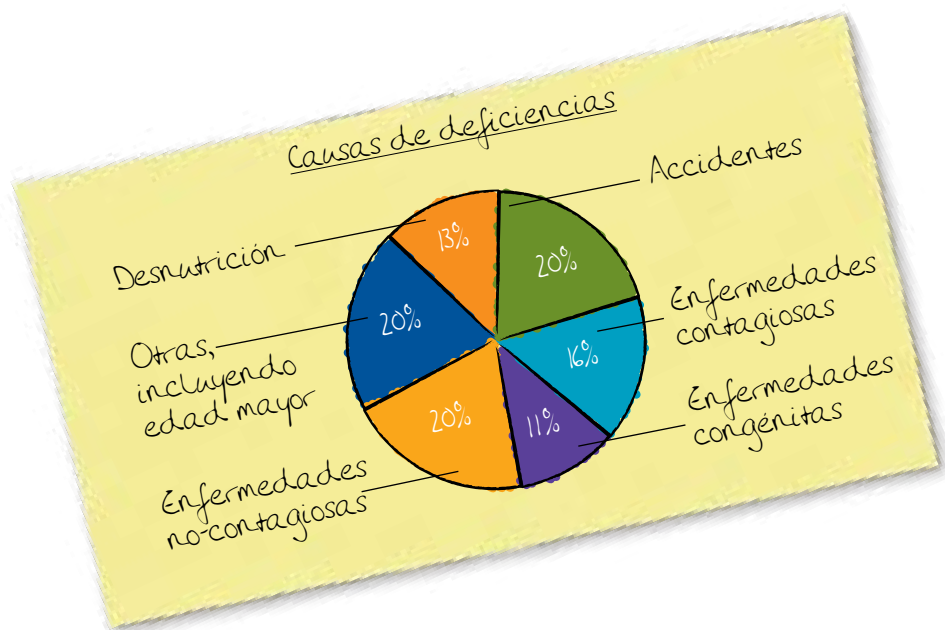 Causas de deficiencias
Accidentes
20%
Enfermedades
contagiosas
16%
Enfermedades
congénitas
11%
Enfermedades
no-contagiosas
20%
Otras,
incluyendo
edad mayor
20%
Desnutrición
13%